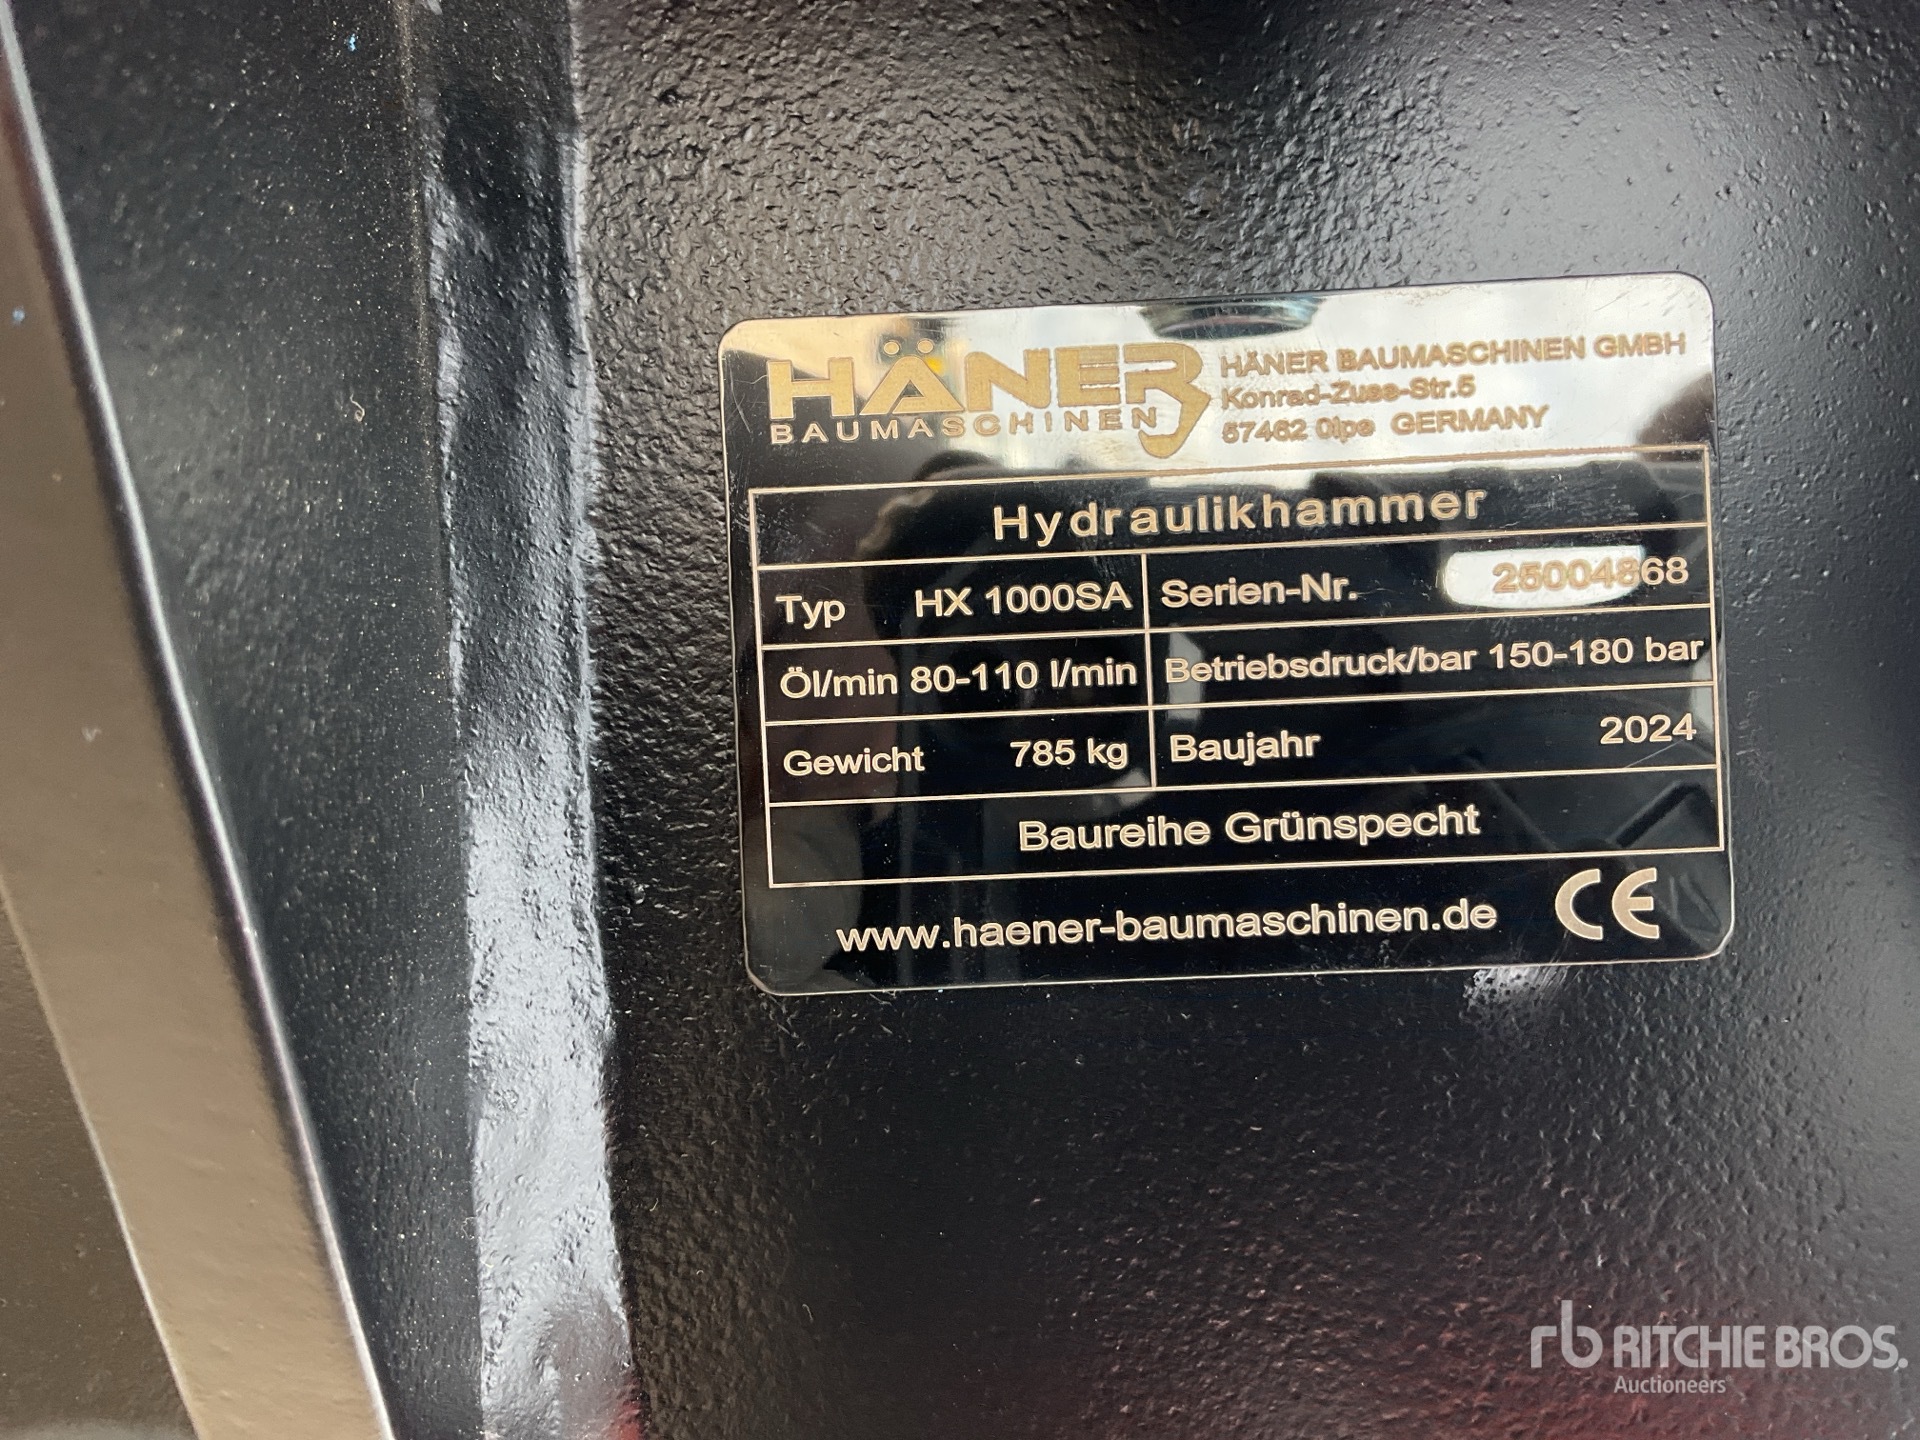 HÄNER
BAUMASCHINEN
HÄNER BAUMASCHINEN GMBH
Konrad-Zuse-Str.5
57462 Olpe GERMANY
Hydraulikhammer
Typ HX 1000SA Serien-Nr. 25004868
Öl/min 80-110 l/min Betriebsdruck/bar 150-180 bar
Gewicht 785 kg Baujahr 2024
Baureihe Grünspecht
www.haener-baumaschinen.de CE
rb RITCHIE BROS.
Auctioneers